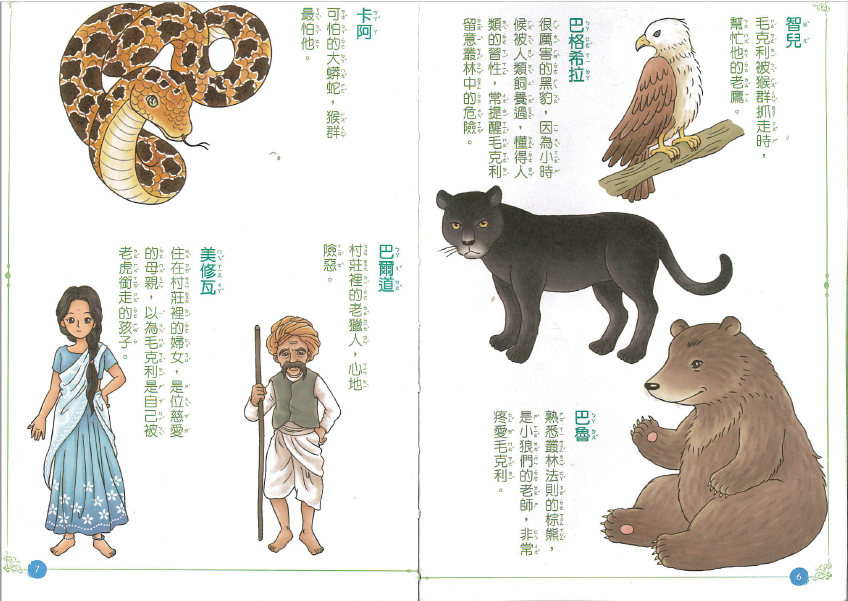 智兒
毛克利被猴群抓走時，
幫忙他的老鷹。
巴格希拉
很厲害的黑豹，因為小時
候被人類飼養過，懂得人
類的習性，常提醒毛克利
留意叢林中的危險。
巴魯
熟悉叢林法則的棕熊，
是小狼們的老師，非常
疼愛毛克利。
6
卡阿
可怕的大蟒蛇，猴群
最怕他。
巴爾道
村莊裡的老獵人，心地
險惡。
美修瓦
住在村莊裡的婦女，是位慈愛
的母親，以為毛克利是自己被
老虎銜走的孩子。
7